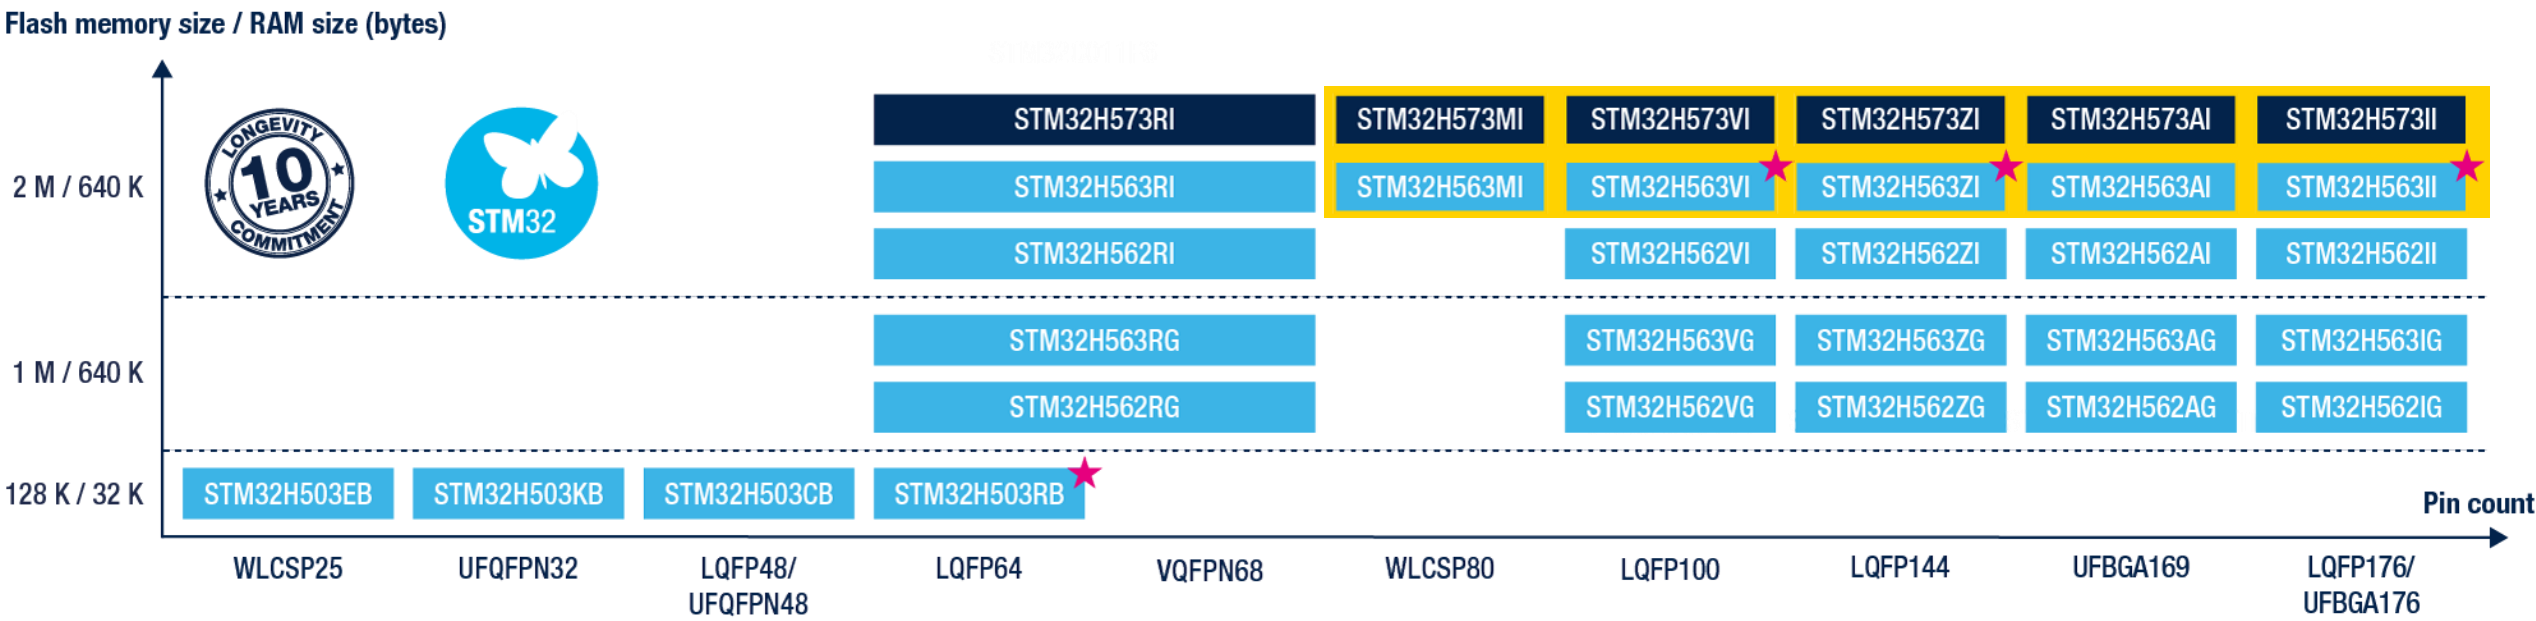 Flash memory size / RAM size (bytes)
LONGEVITY
10
YEARS
COMMITMENT
STM32
2 M / 640 K
STM32H573RI
STM32H573MI
STM32H573VI
STM32H573ZI
STM32H573AI
STM32H573II
STM32H563RI
STM32H563MI
STM32H563VI
STM32H563ZI
STM32H563AI
STM32H563II
STM32H562RI
STM32H562VI
STM32H562ZI
STM32H562AI
STM32H562II
1 M / 640 K
STM32H563RG
STM32H563VG
STM32H563ZG
STM32H563AG
STM32H563IG
STM32H562RG
STM32H562VG
STM32H562ZG
STM32H562AG
STM32H562IG
128 K / 32 K
STM32H503EB
STM32H503KB
STM32H503CB
STM32H503RB
Pin count
WLCSP25
UFQFPN32
LQFP48/
UFQFPN48
LQFP64
VQFPN68
WLCSP80
LQFP100
LQFP144
UFBGA169
LQFP176/
UFBGA176